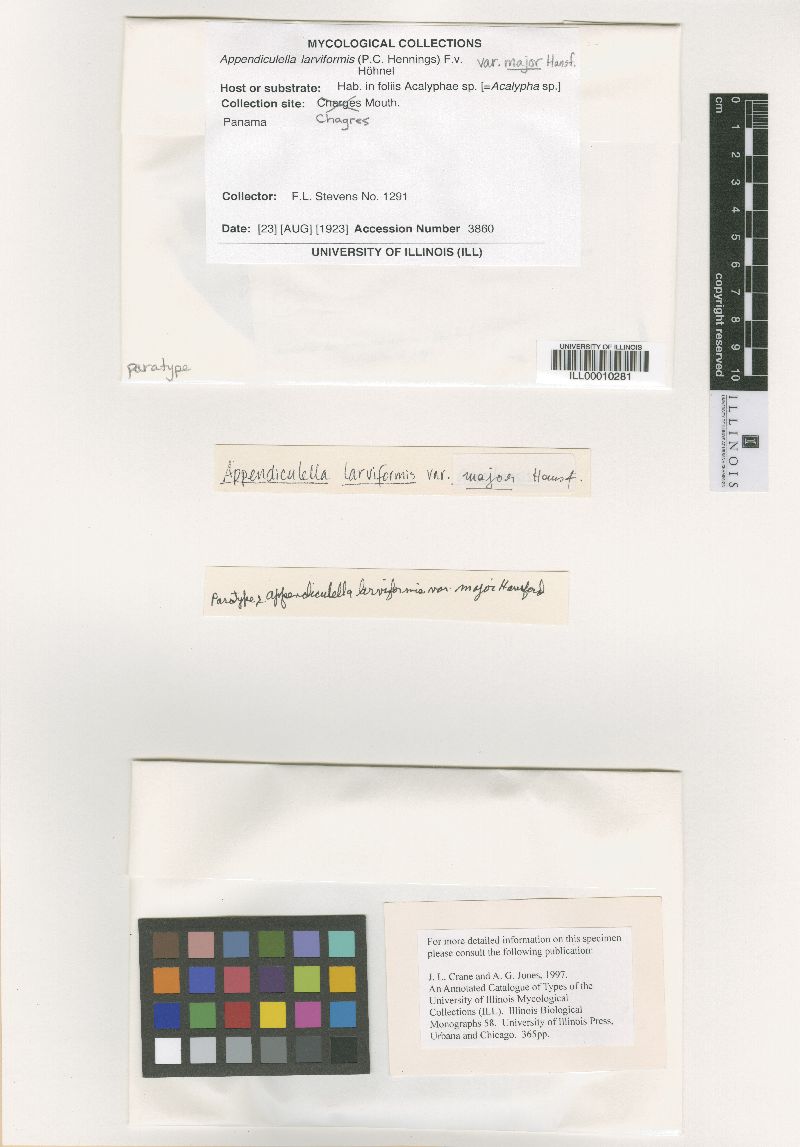 MYCOLOGICAL COLLECTIONS
Appendiculella larviformis (P.C. Hennings) F.v. var. major Hansf.
Höhnel
Host or substrate: Hab. in foliis Acalyphae sp. [=Acalypha sp.]
Collection site: Charges Mouth.
Panama Chagres
Collector: F.L. Stevens No. 1291
Date: [23] [AUG] [1923] Accession Number 3860
UNIVERSITY OF ILLINOIS (ILL)
paratype
UNIVERSITY OF ILLINOIS
ILL00010281
0 1 2 3 4 5 6 7 8 9 10
cm
copyright reserved
ILLINOIS
Appendiculella larviformis var. major Hansf.
Paratype, appendiculella larviformis var. major Hansford
For more detailed information on this specimen
please consult the following publication:
J. L. Crane and A. G. Jones, 1997.
An Annotated Catalogue of Types of the
University of Illinois Mycological
Collections (ILL). Illinois Biological
Monographs 58. University of Illinois Press,
Urbana and Chicago. 365pp.